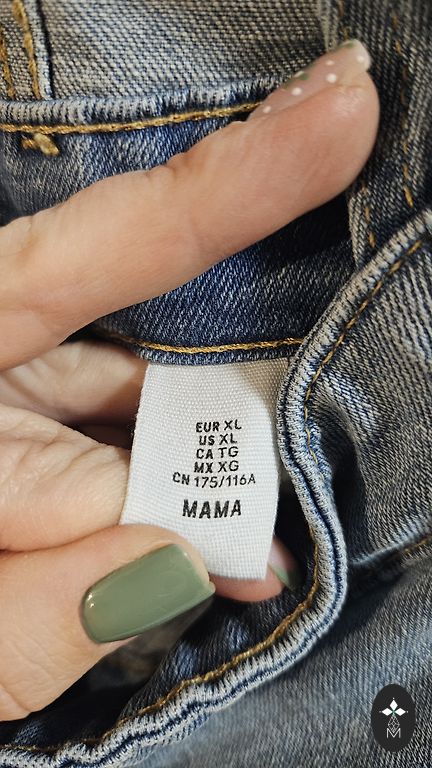 EUR XL
US XL
CA TG
MX XG
CN 175/116A
MAMA